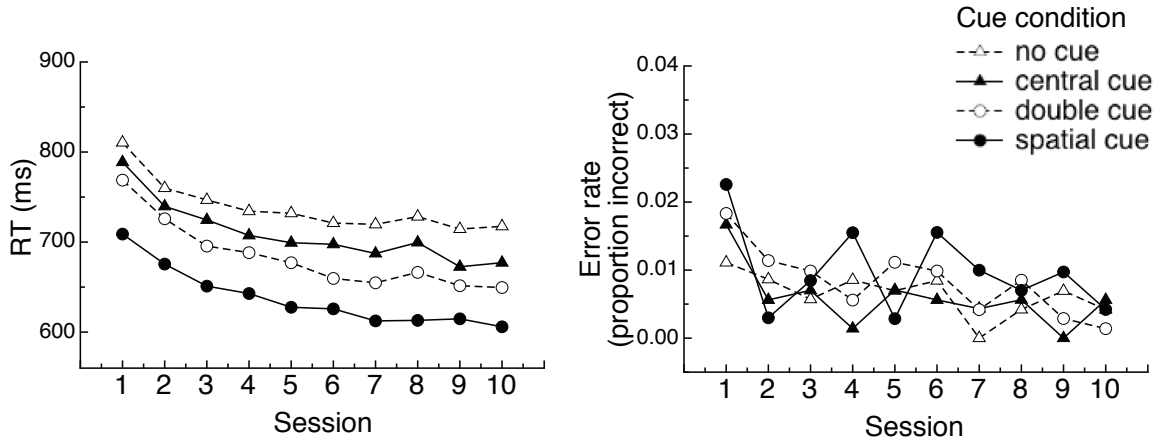 Cue condition
no cue
central cue
double cue
spatial cue
900
800
700
600
RT (ms)
1 2 3 4 5 6 7 8 9 10
Session
0.04
0.03
0.02
0.01
0.00
Error rate
(proportion incorrect)
1 2 3 4 5 6 7 8 9 10
Session